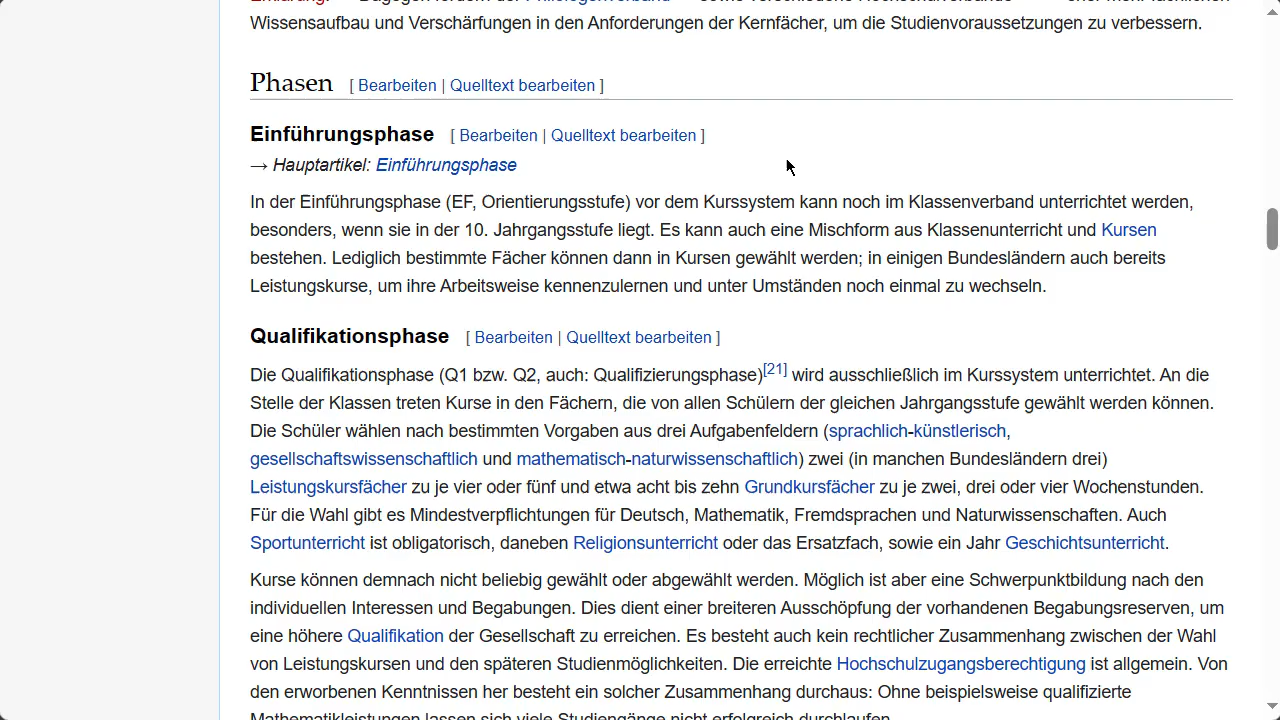 Wissensaufbau und Verschärfungen in den Anforderungen der Kernfächer, um die Studienvoraussetzungen zu verbessern.
Phasen [ Bearbeiten | Quelltext bearbeiten ]
Einführungsphase [ Bearbeiten | Quelltext bearbeiten ]
→ Hauptartikel: Einführungsphase
In der Einführungsphase (EF, Orientierungsstufe) vor dem Kurssystem kann noch im Klassenverband unterrichtet werden,
besonders, wenn sie in der 10. Jahrgangsstufe liegt. Es kann auch eine Mischform aus Klassenunterricht und Kursen
bestehen. Lediglich bestimmte Fächer können dann in Kursen gewählt werden; in einigen Bundesländern auch bereits
Leistungskurse, um ihre Arbeitsweise kennenzulernen und unter Umständen noch einmal zu wechseln.
Qualifikationsphase [ Bearbeiten | Quelltext bearbeiten ]
Die Qualifikationsphase (Q1 bzw. Q2, auch: Qualifizierungsphase)[21] wird ausschließlich im Kurssystem unterrichtet. An die
Stelle der Klassen treten Kurse in den Fächern, die von allen Schülern der gleichen Jahrgangsstufe gewählt werden können.
Die Schüler wählen nach bestimmten Vorgaben aus drei Aufgabenfeldern (sprachlich-künstlerisch,
gesellschaftswissenschaftlich und mathematisch-naturwissenschaftlich) zwei (in manchen Bundesländern drei)
Leistungskursfächer zu je vier oder fünf und etwa acht bis zehn Grundkursfächer zu je zwei, drei oder vier Wochenstunden.
Für die Wahl gibt es Mindestverpflichtungen für Deutsch, Mathematik, Fremdsprachen und Naturwissenschaften. Auch
Sportunterricht ist obligatorisch, daneben Religionsunterricht oder das Ersatzfach, sowie ein Jahr Geschichtsunterricht.
Kurse können demnach nicht beliebig gewählt oder abgewählt werden. Möglich ist aber eine Schwerpunktbildung nach den
individuellen Interessen und Begabungen. Dies dient einer breiteren Ausschöpfung der vorhandenen Begabungsreserven, um
eine höhere Qualifikation der Gesellschaft zu erreichen. Es besteht auch kein rechtlicher Zusammenhang zwischen der Wahl
von Leistungskursen und den späteren Studienmöglichkeiten. Die erreichte Hochschulzugangsberechtigung ist allgemein. Von
den erworbenen Kenntnissen her besteht ein solcher Zusammenhang durchaus: Ohne beispielsweise qualifizierte
Mathematikleistungen lassen sich viele Studiengänge nicht erfolgreich durchlaufen.